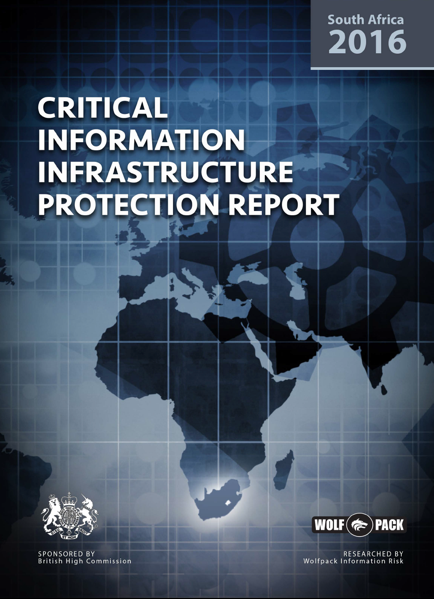 South Africa
2016
CRITICAL
INFORMATION
INFRASTRUCTURE
PROTECTION REPORT
WOLF PACK
SPONSORED BY
British High Commission
RESEARCHED BY
Wolfpack Information Risk